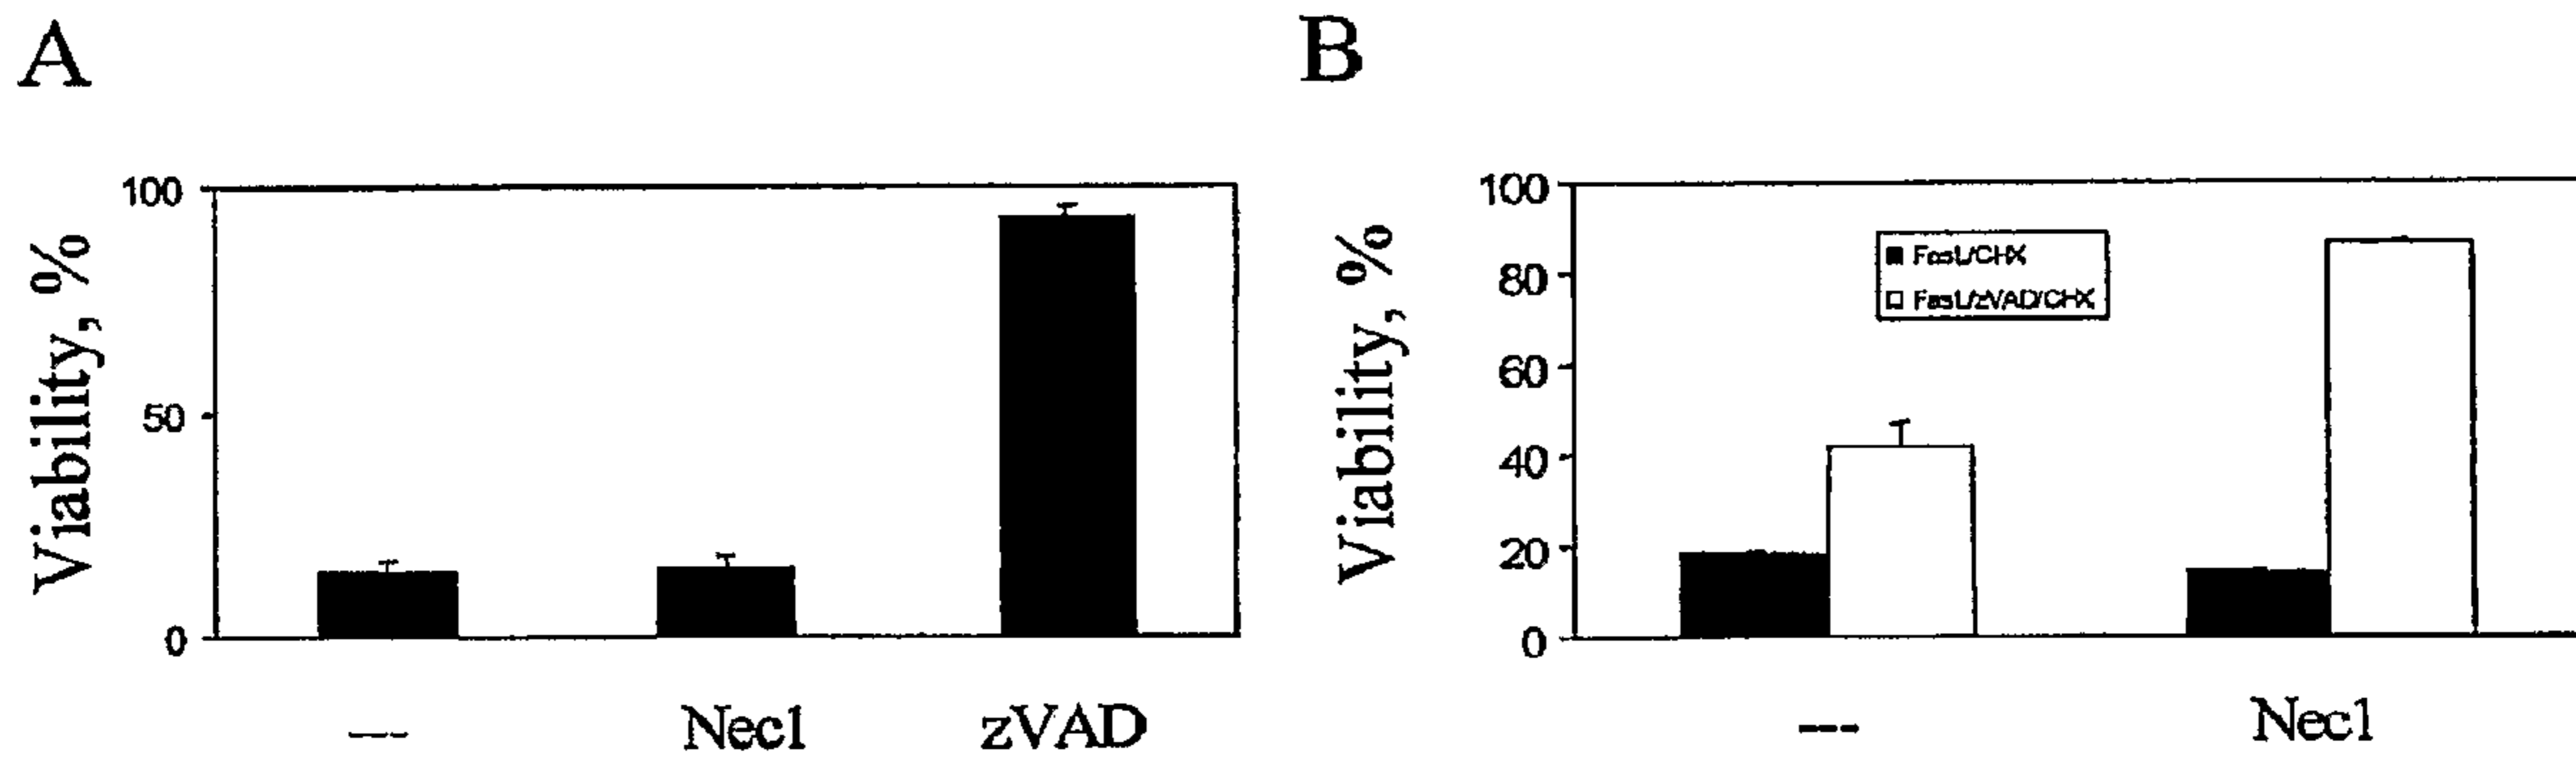 A
B
Viability, %
100
50
0
---
Nec1
zVAD
Viability, %
100
80
60
40
20
0
FasL/CHX
FasL/zVAD/CHX
---
Nec1